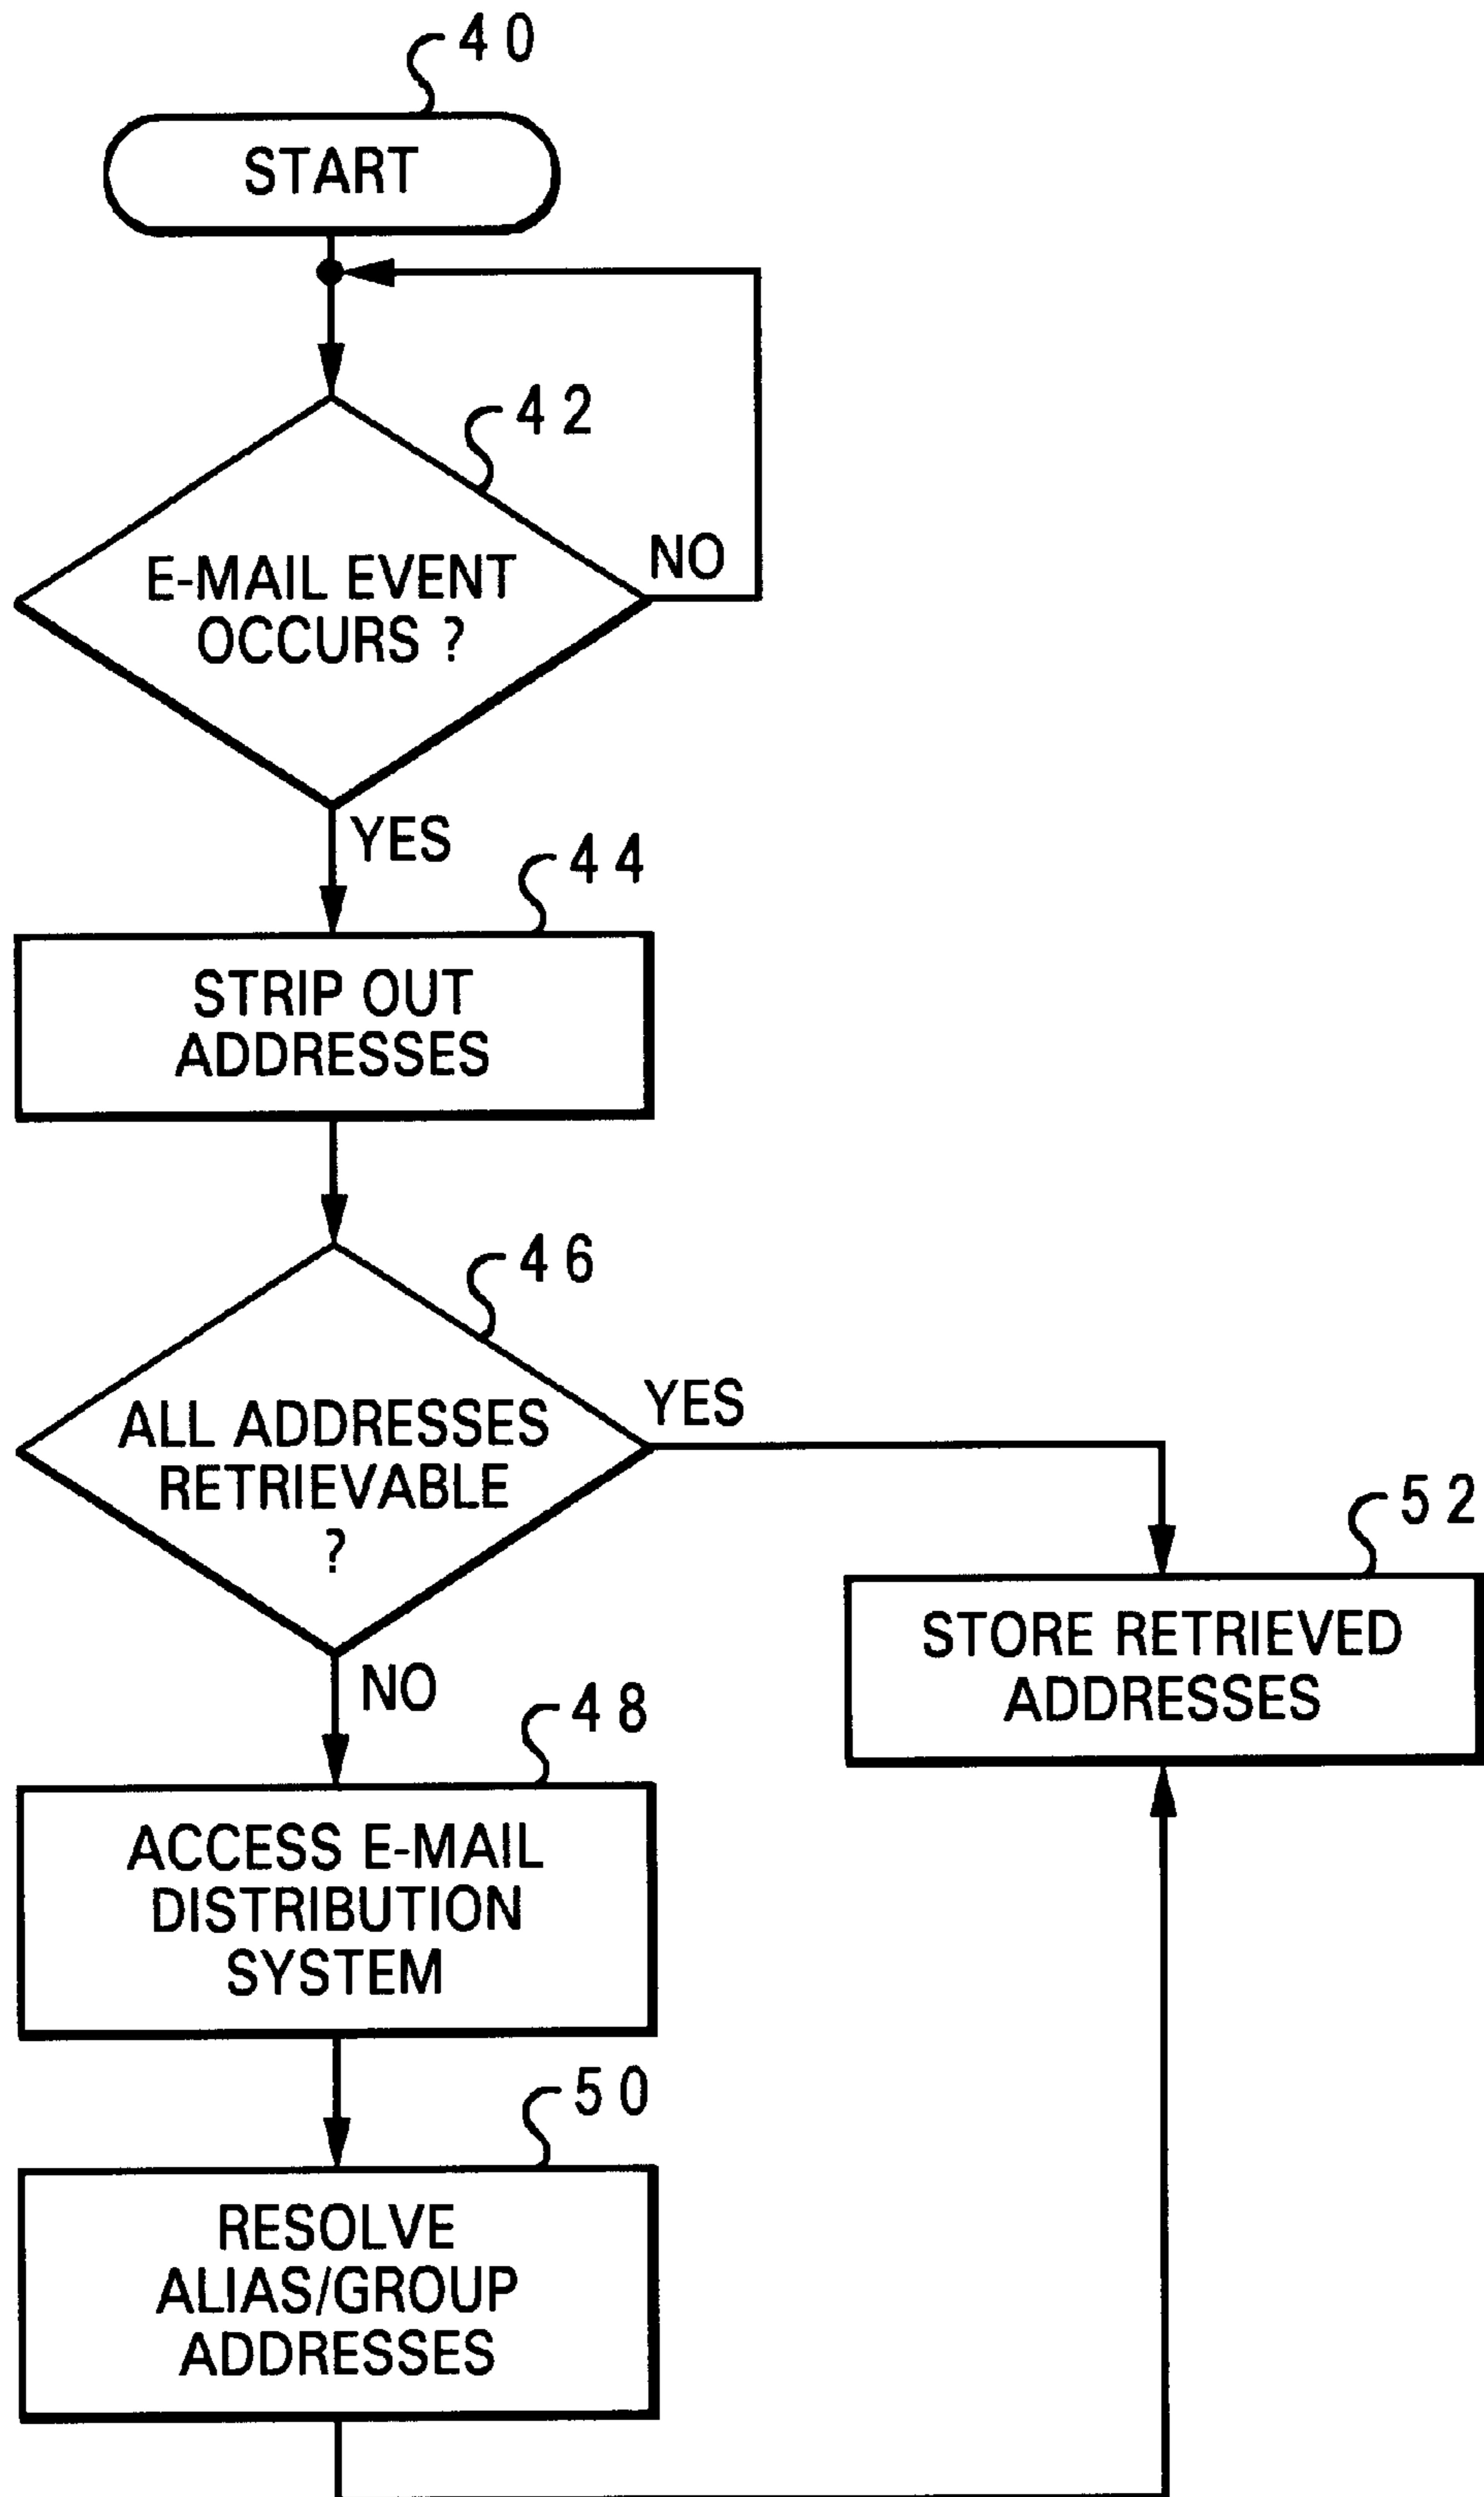 40
START
42
E-MAIL EVENT
OCCURS ?
NO
YES
44
STRIP OUT
ADDRESSES
46
ALL ADDRESSES
RETRIEVABLE
?
YES
52
STORE RETRIEVED
ADDRESSES
NO
48
ACCESS E-MAIL
DISTRIBUTION
SYSTEM
50
RESOLVE
ALIAS/GROUP
ADDRESSES